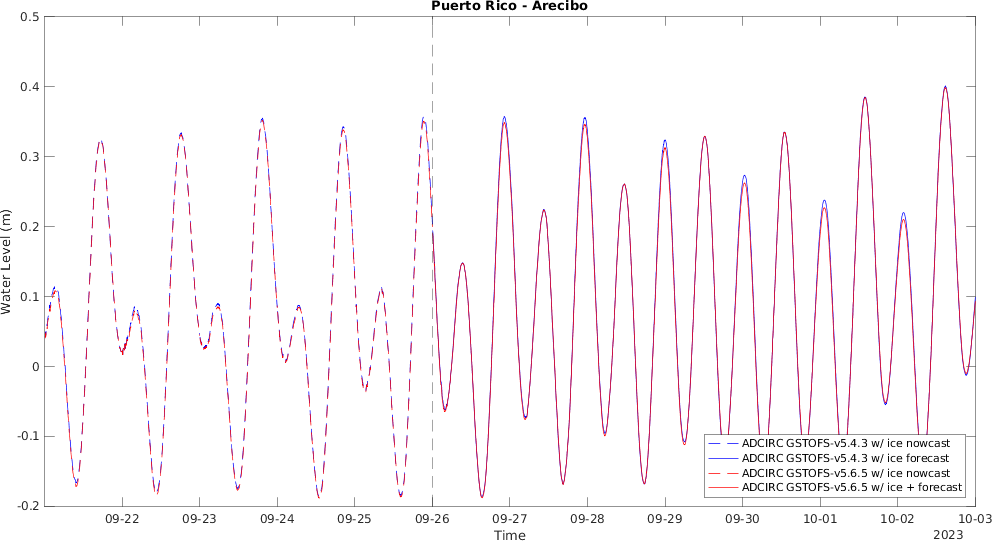 Puerto Rico - Arecibo
0.5
0.4
0.3
0.2
0.1
0
-0.1
-0.2
Water Level (m)
ADCIRC GSTOFS-v5.4.3 w/ ice nowcast
ADCIRC GSTOFS-v5.4.3 w/ ice forecast
ADCIRC GSTOFS-v5.6.5 w/ ice nowcast
ADCIRC GSTOFS-v5.6.5 w/ ice + forecast
09-22 09-23 09-24 09-25 09-26 09-27 09-28 09-29 09-30 10-01 10-02 10-03
Time
2023